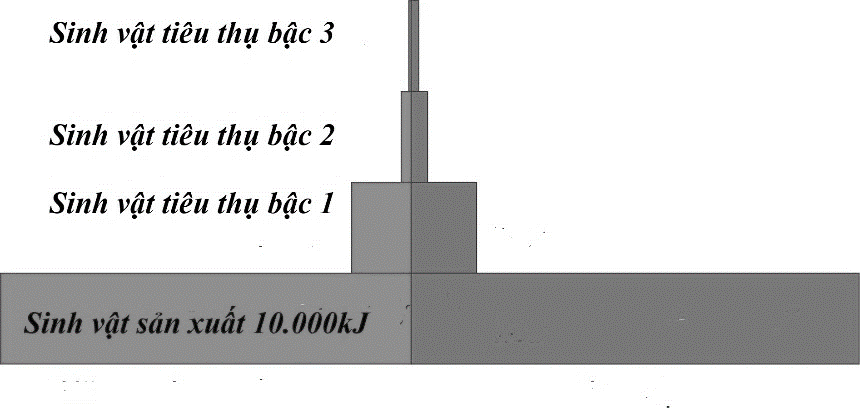 Sinh vật tiêu thụ bậc 3
Sinh vật tiêu thụ bậc 2
Sinh vật tiêu thụ bậc 1
Sinh vật sản xuất 10.000kJ